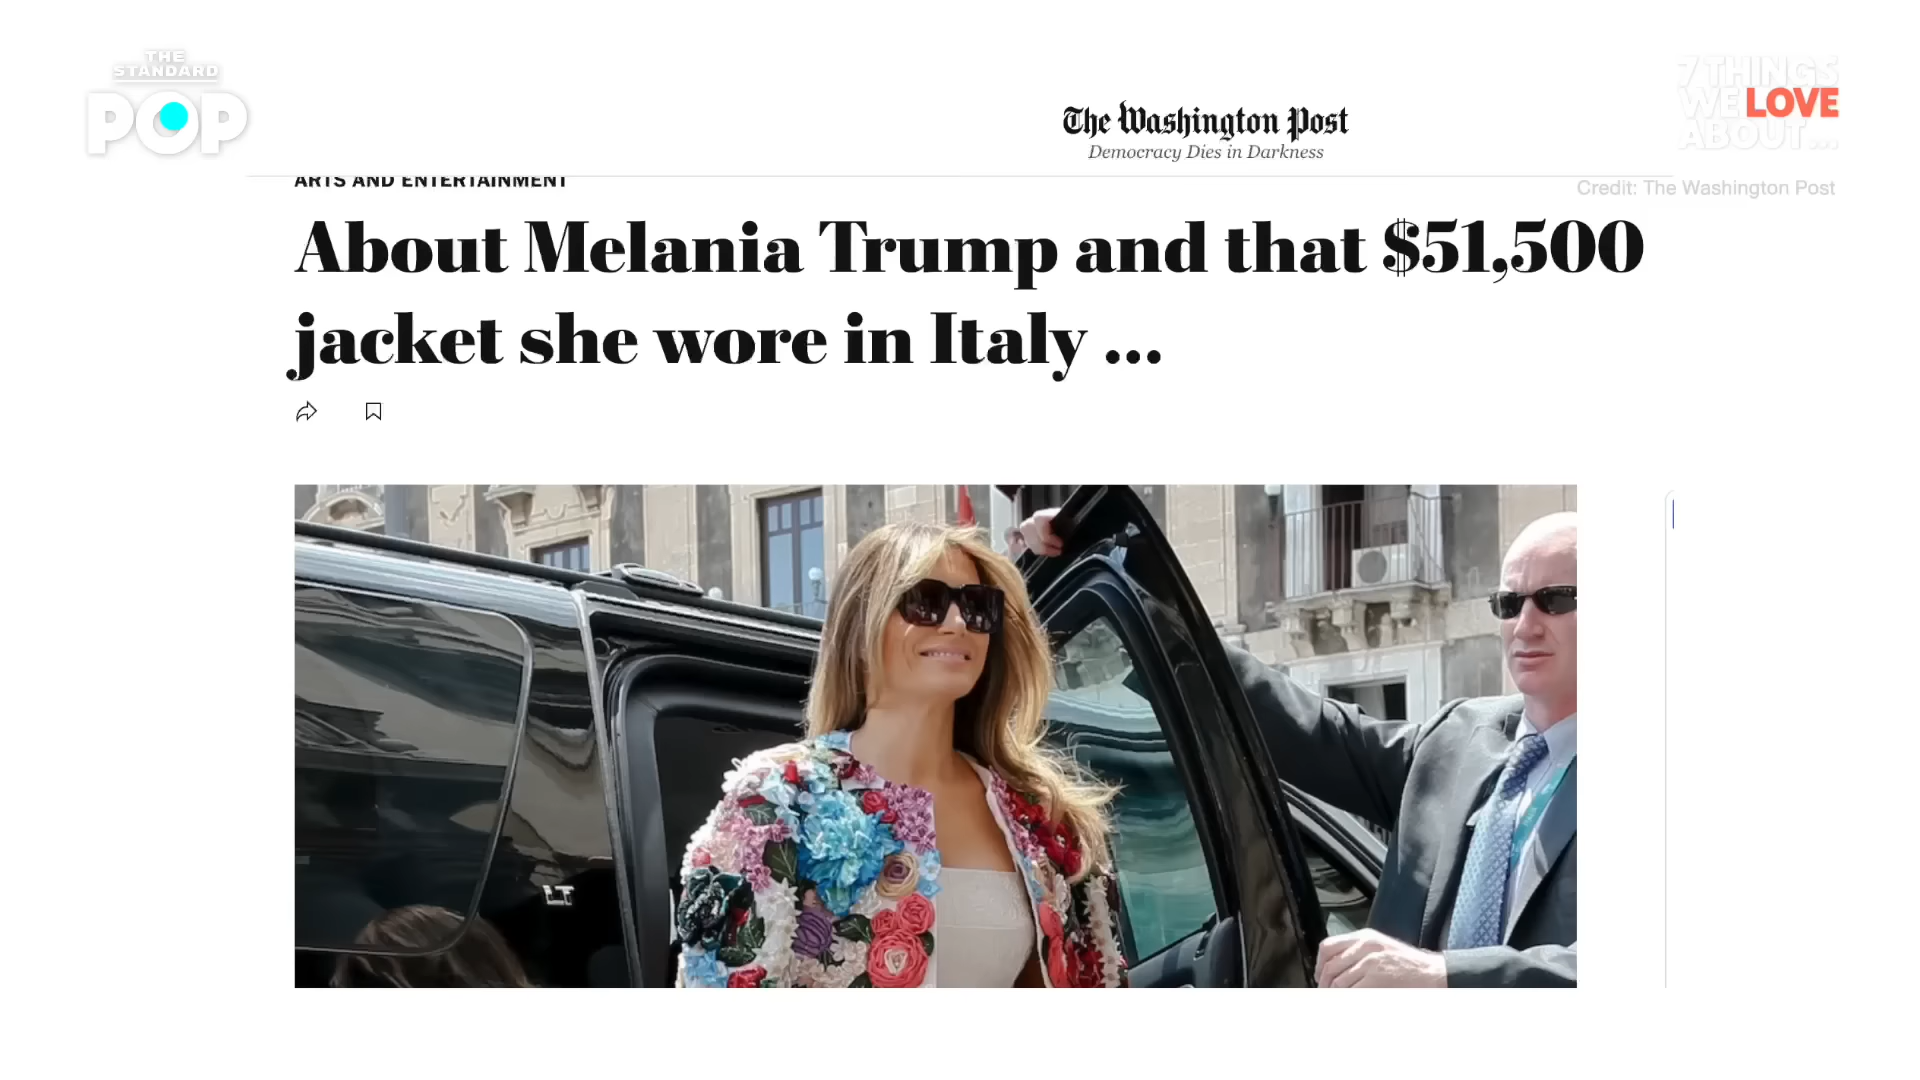 THE
STANDARD
POP
7 THINGS
WE LOVE
ABOUT...
The Washington Post
Democracy Dies in Darkness
Credit: The Washington Post
ARTS AND ENTERTAINMENT
About Melania Trump and that $51,500
jacket she wore in Italy ...
LT